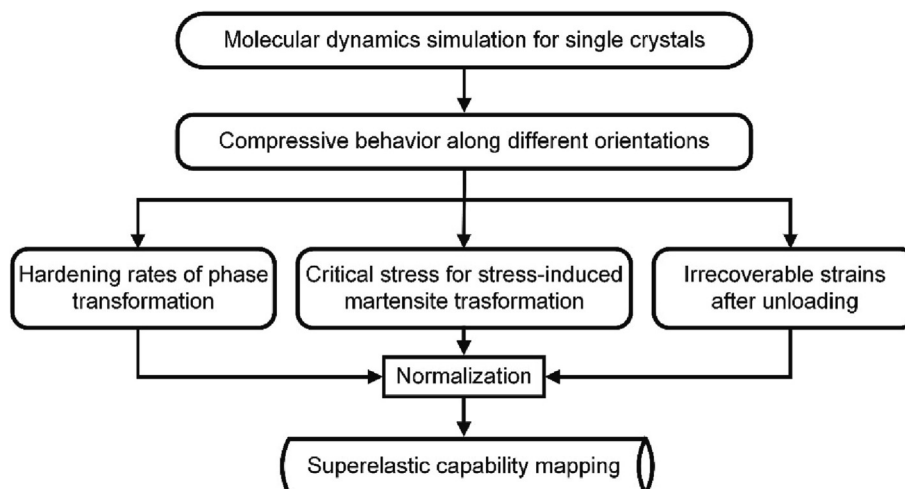 Molecular dynamics simulation for single crystals
Compressive behavior along different orientations
Hardening rates of phase
transformation
Critical stress for stress-induced
martensite trasformation
Irrecoverable strains
after unloading
Normalization
Superelastic capability mapping